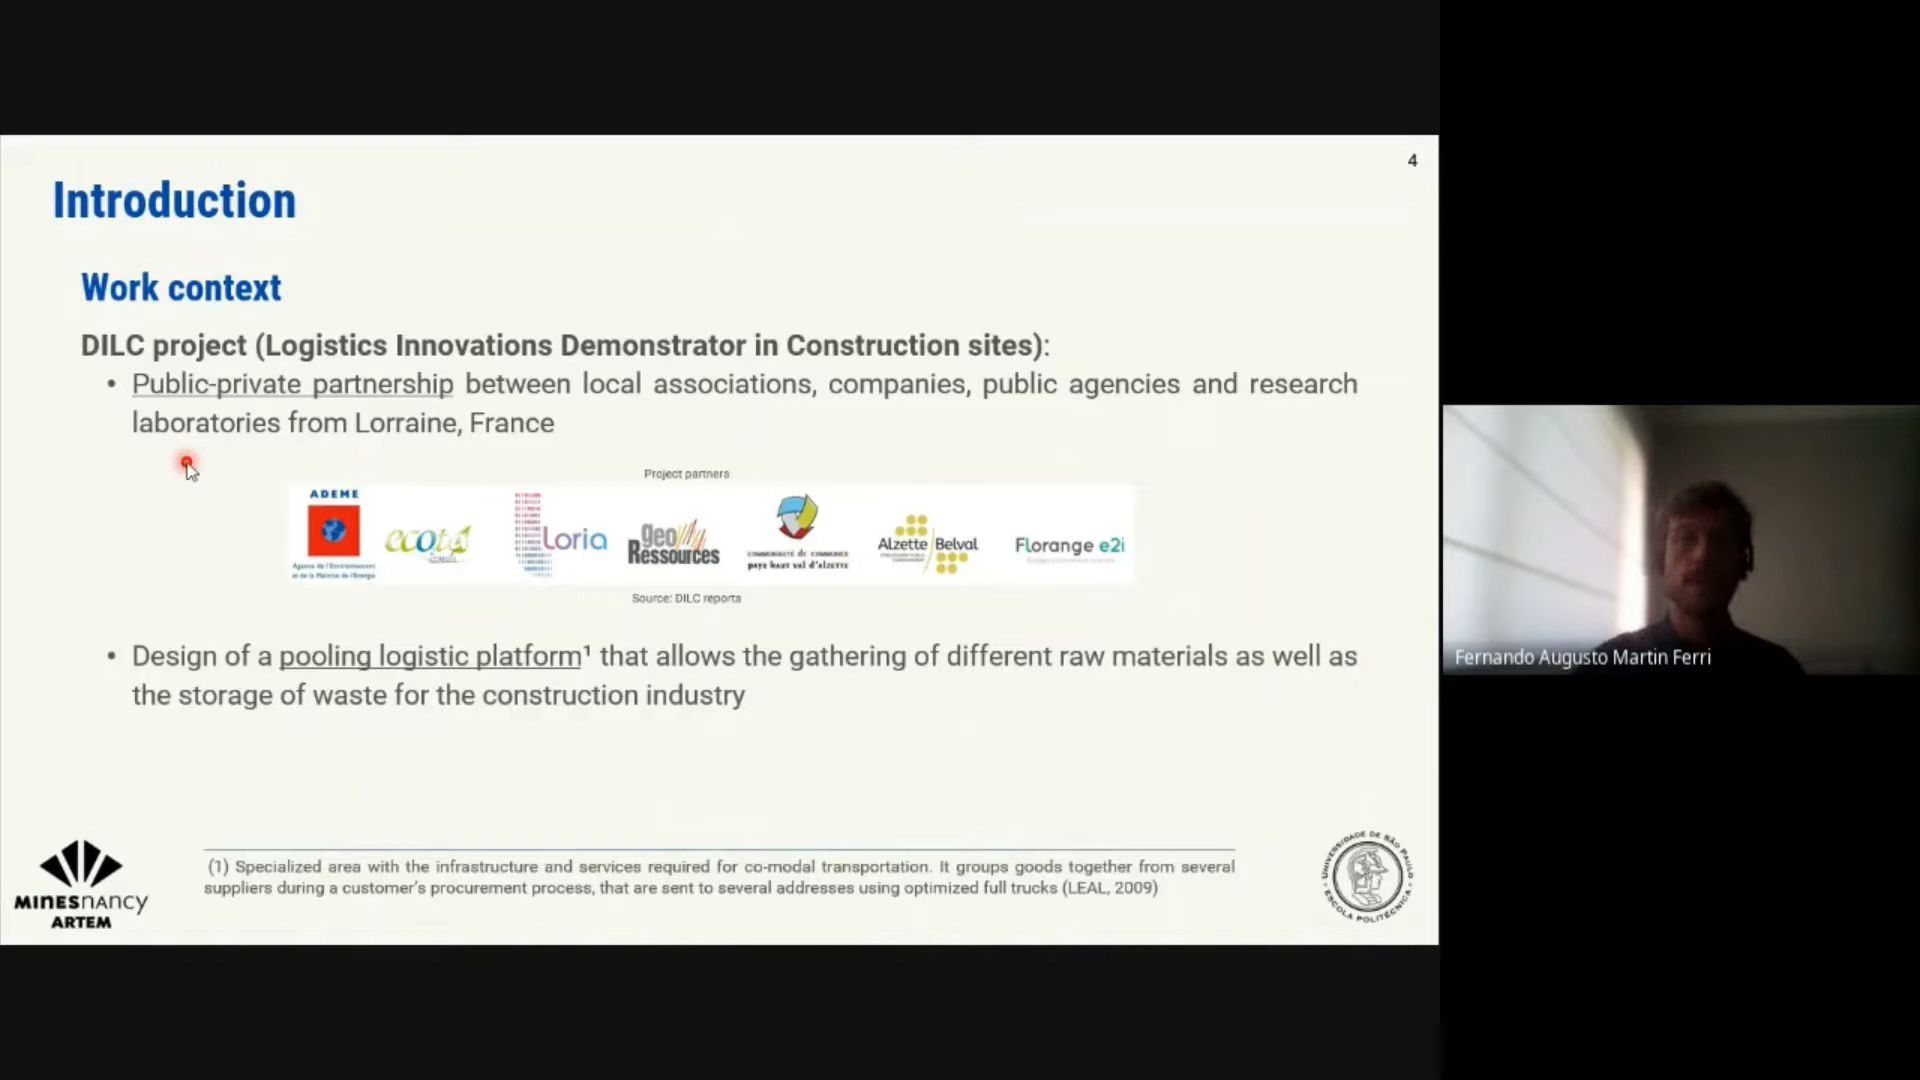 4
Introduction
Work context
DILC project (Logistics Innovations Demonstrator in Construction sites):
• Public-private partnership between local associations, companies, public agencies and research
laboratories from Lorraine, France
Project partners
ADEME
Agence de l'Environnement
et de la Maîtrise de l'Energie
ecota
CONSEIL
Loria
geo
Ressources
COMMUNAUTÉ de COMMUNES
pays haut val d'alzette
Alzette Belval
Florange e2i
Source: DILC reports
• Design of a pooling logistic platform¹ that allows the gathering of different raw materials as well as
the storage of waste for the construction industry
(1) Specialized area with the infrastructure and services required for co-modal transportation. It groups goods together from several
suppliers during a customer's procurement process, that are sent to several addresses using optimized full trucks (LEAL, 2009)
MINESnancy
ARTEM
UNIVERSIDADE DE SÃO PAULO
ESCOLA POLITÉCNICA
Fernando Augusto Martin Ferri